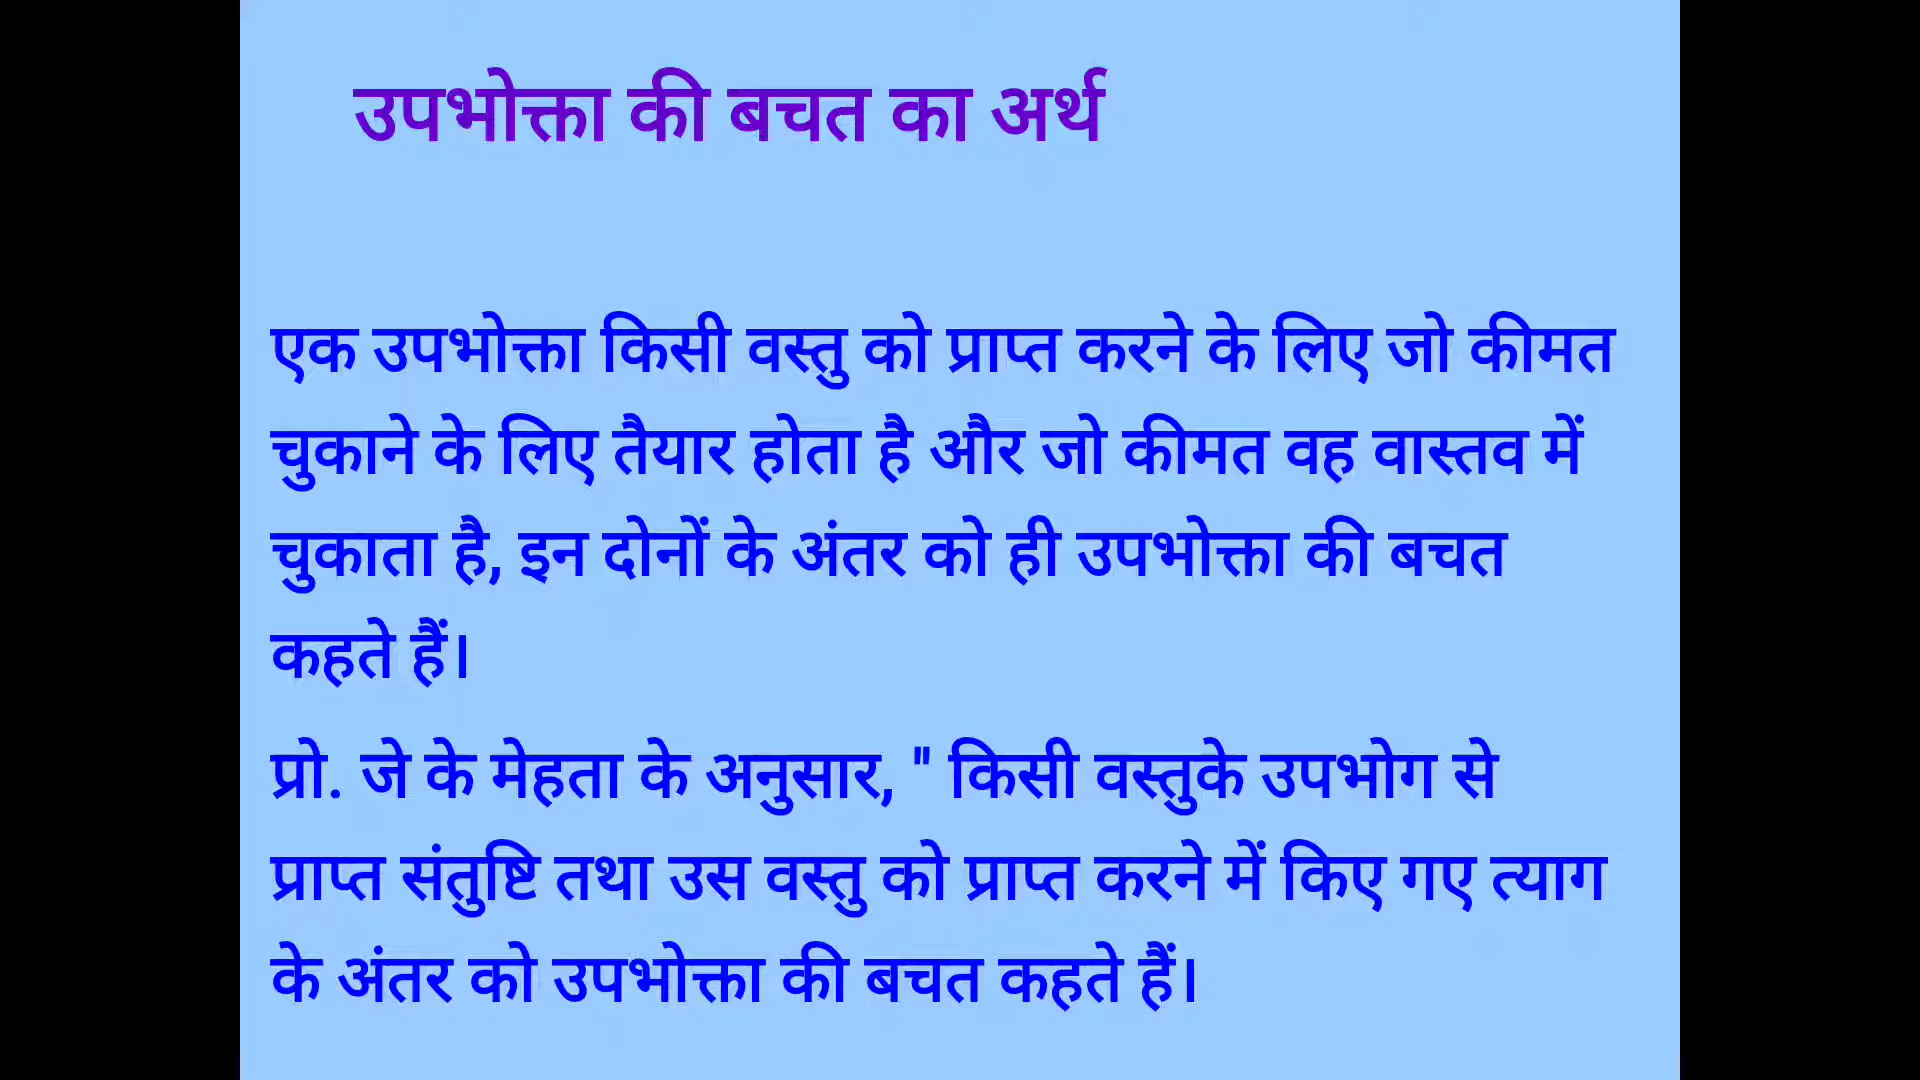 उपभोक्ता की बचत का अर्थ
एक उपभोक्ता किसी वस्तु को प्राप्त करने के लिए जो कीमत
चुकाने के लिए तैयार होता है और जो कीमत वह वास्तव में
चुकाता है, इन दोनों के अंतर को ही उपभोक्ता की बचत
कहते हैं।
प्रो. जे के मेहता के अनुसार, " किसी वस्तुके उपभोग से
प्राप्त संतुष्टि तथा उस वस्तु को प्राप्त करने में किए गए त्याग
के अंतर को उपभोक्ता की बचत कहते हैं।